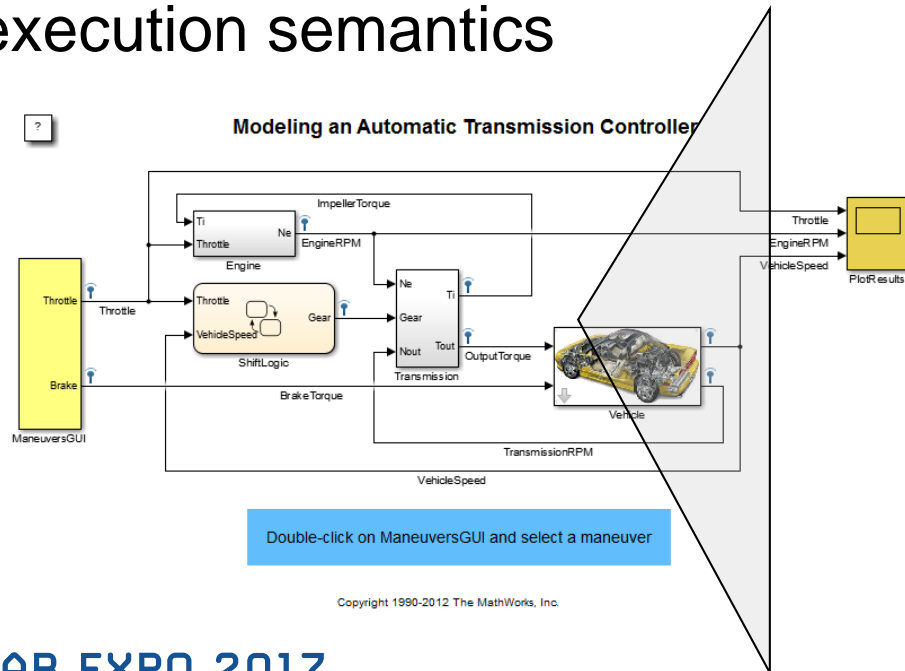 execution semantics
?
Modeling an Automatic Transmission Controller
ImpellerTorque
Ti
Ne
Throttle
EngineRPM
Engine
Throttle
EngineRPM
VehicleSpeed
PlotResults
Throttle
Throttle
Throttle
VehicleSpeed
Gear
ShiftLogic
Ne
Ti
Gear
Nout
Tout
OutputTorque
Transmission
Brake
BrakeTorque
Vehicle
ManeuversGUI
TransmissionRPM
VehicleSpeed
Double-click on ManeuversGUI and select a maneuver
Copyright 1990-2012 The MathWorks, Inc.
AB EXPO 2017